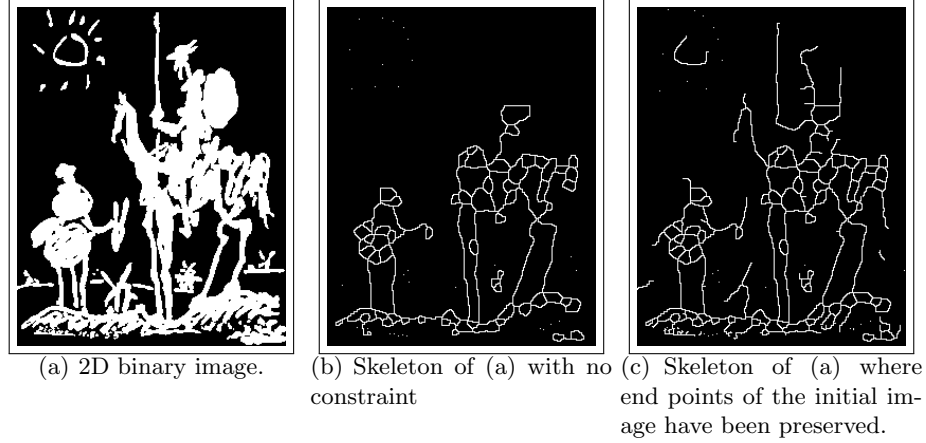 (a) 2D binary image.
(b) Skeleton of (a) with no
constraint
(c) Skeleton of (a) where
end points of the initial im-
age have been preserved.